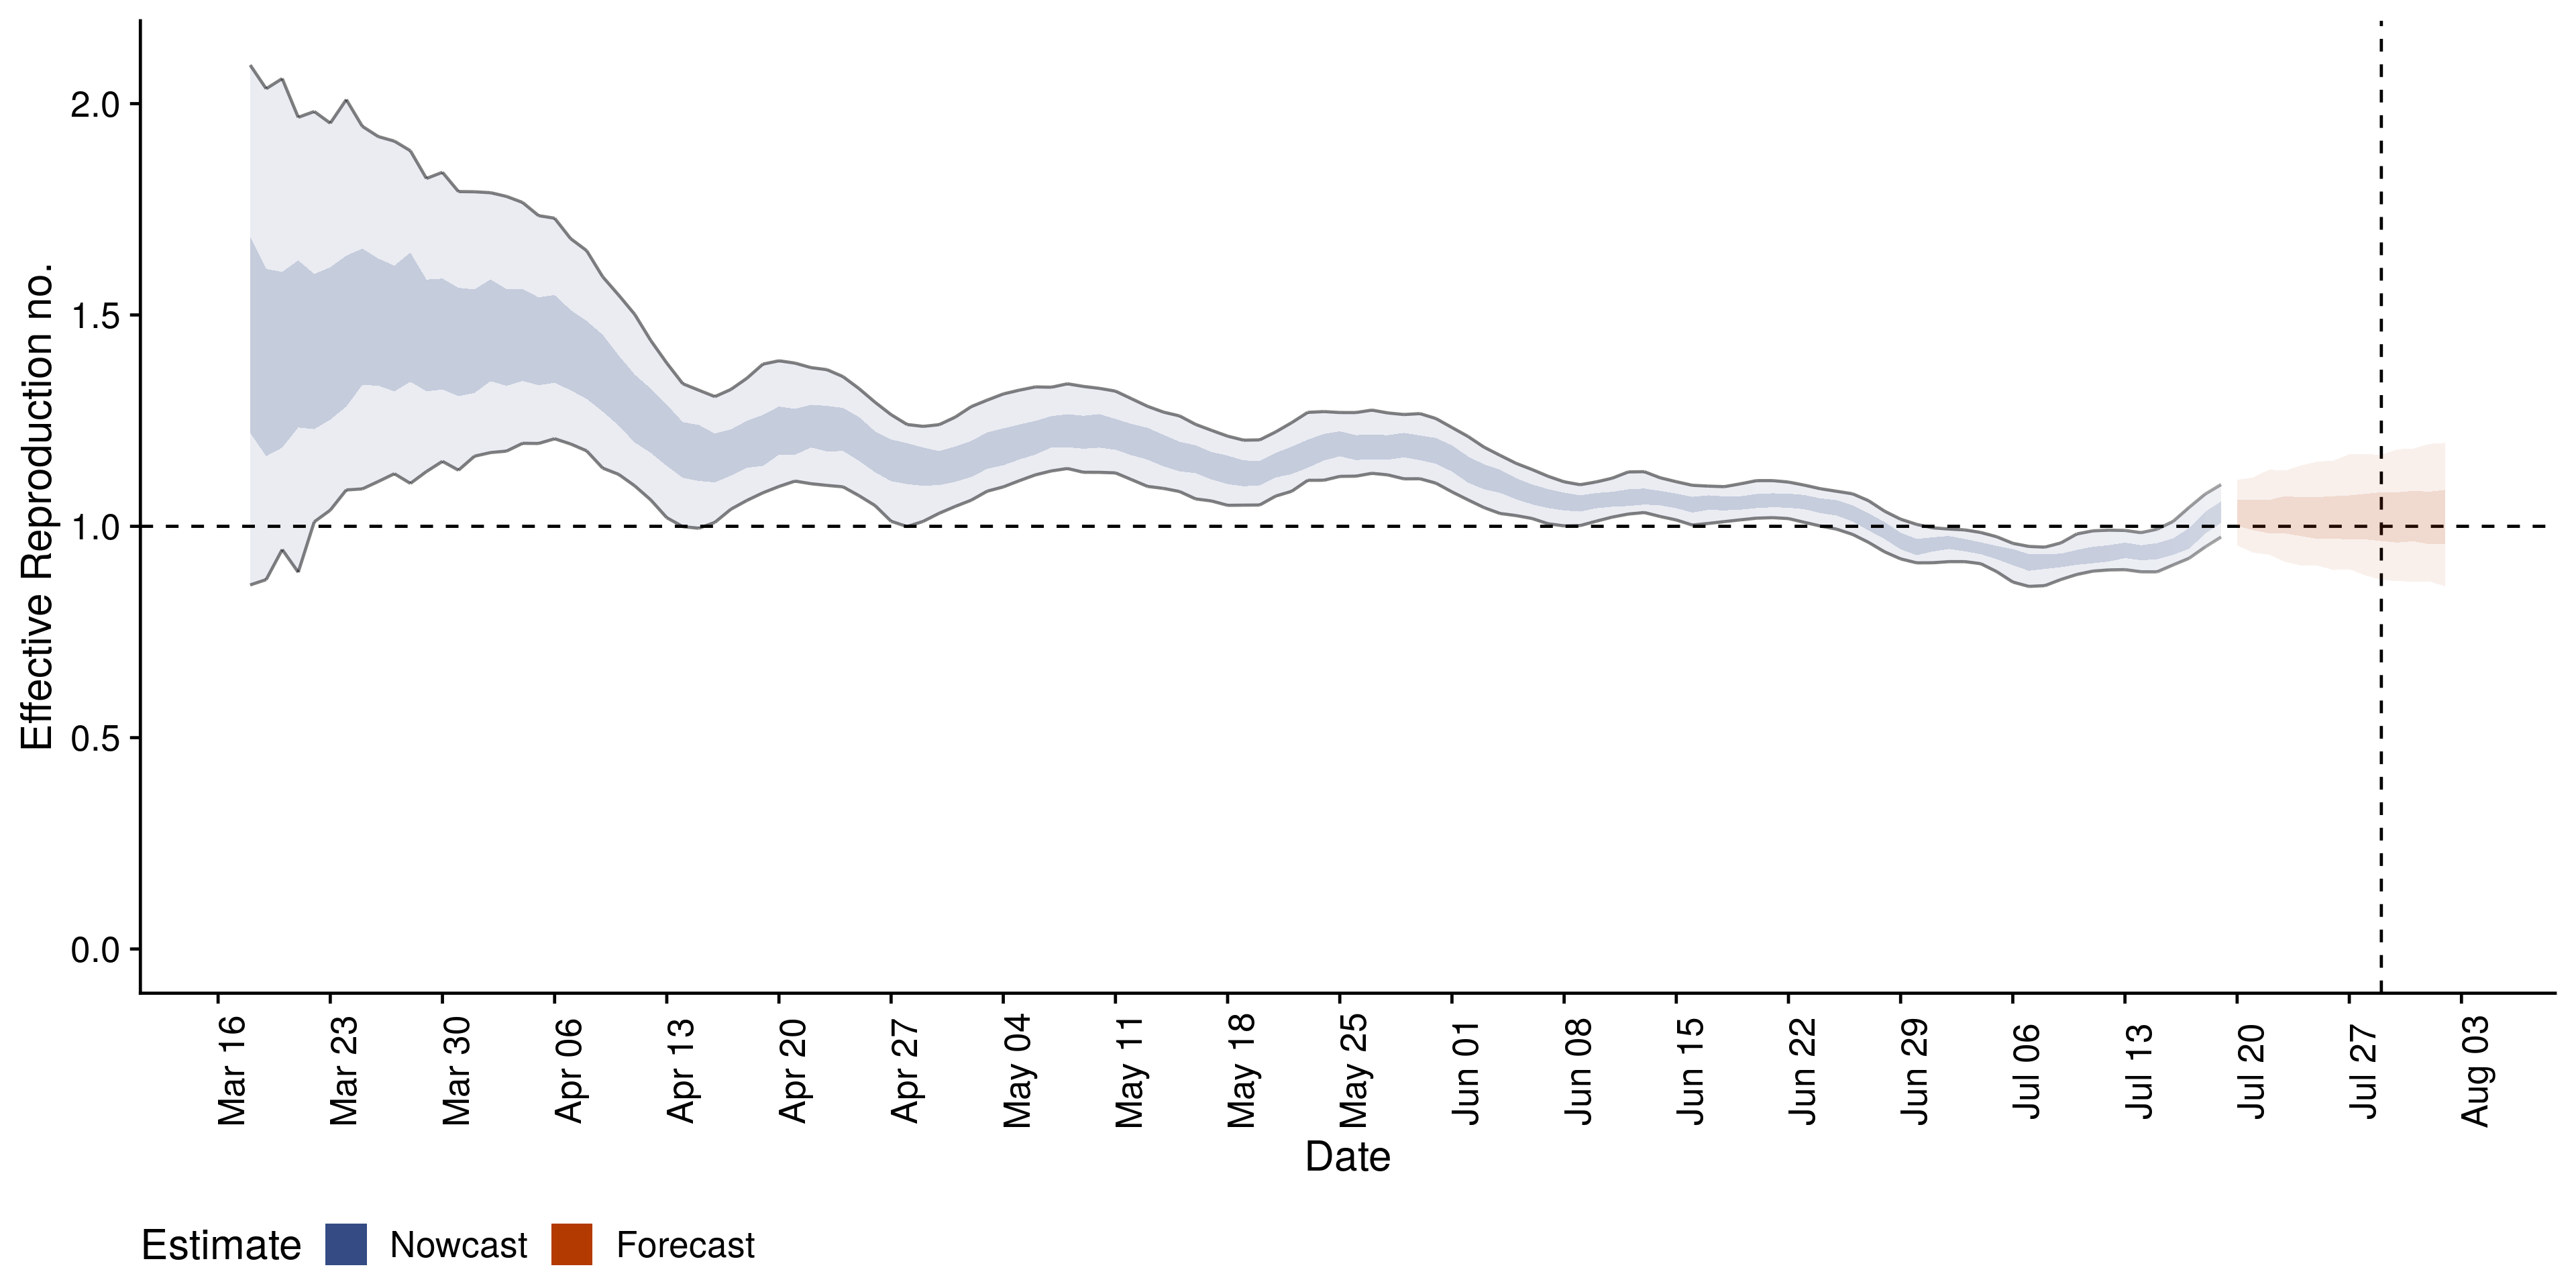 Effective Reproduction no.
2.0
1.5
1.0
0.5
0.0
Mar 16
Mar 23
Mar 30
Apr 06
Apr 13
Apr 20
Apr 27
May 04
May 11
May 18
May 25
Jun 01
Jun 08
Jun 15
Jun 22
Jun 29
Jul 06
Jul 13
Jul 20
Jul 27
Aug 03
Date
Estimate Nowcast Forecast